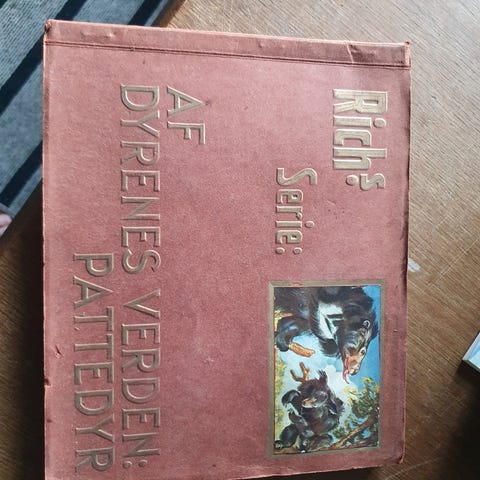 Rich's
Serie:
AF
DYRENES VERDEN:
PATTEDYR